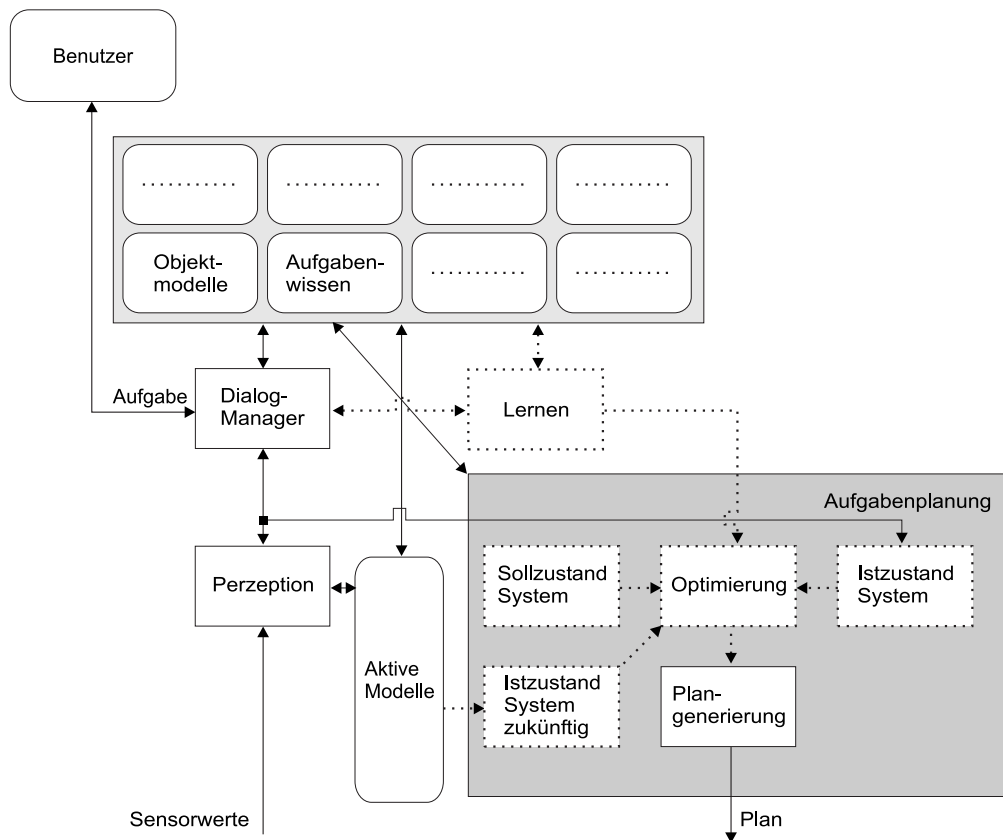 Benutzer
Objekt-
modelle
Aufgaben-
wissen
Aufgabe
Dialog-
Manager
Lernen
Aufgabenplanung
Perzeption
Sollzustand
System
Optimierung
Istzustand
System
Aktive
Modelle
Istzustand
System
zukünftig
Plan-
generierung
Sensorwerte
Plan